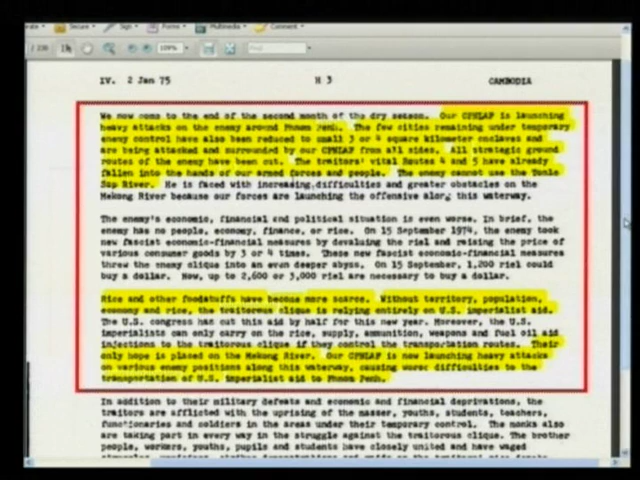 Secure Sign Forms Multimedia Comment
109%
Find
IV. 2 Jan 75 H 3 CAMBODIA
We now come to the end of the second month of the dry season. Our CPNLAF is launching
heavy attacks on the enemy around Phnom Penh. The few cities remaining under temporary
enemy control have also been reduced to small 3 or 4 square kilometer enclaves and
are being attacked and surrounded by our CPNLAF from all sides. All strategic ground
routes of the enemy have been cut. The traitors' vital Routes 4 and 5 have already
fallen into the hands of our armed forces and people. The enemy cannot use the Tonle
Sap River. He is faced with increasing difficulties and greater obstacles on the
Mekong River because our forces are launching the offensive along this waterway.
The enemy's economic, financial and political situation is even worse. In brief, the
enemy has no people, economy, finance, or rice. On 15 September 1974, the enemy took
new fascist economic-financial measures by devaluing the riel and raising the price of
various consumer goods by 3 or 4 times. These new fascist economic-financial measures
threw the enemy clique into an even deeper abyss. On 15 September, 1,200 riel could
buy a dollar. Now, up to 2,600 or 3,000 riel are necessary to buy a dollar.
Rice and other foodstuffs have become more scarce. Without territory, population,
economy and rice, the traitorous clique is relying entirely on U.S. imperialist aid.
The U.S. congress has cut this aid by half for this new year. Moreover, the U.S.
imperialists can only carry on the rice, supply, ammunition, weapons and fuel oil aid
injections to the traitorous clique if they control the transportation routes. Their
only hope is placed on the Mekong River. Our CPNLAF is now launching heavy attacks
on various enemy positions along this waterway, causing worse difficulties to the
transportation of U.S. imperialist aid to Phnom Penh.
In addition to their military defeats and economic and financial deprivations, the
traitors are afflicted with the uprising of the masses, youths, students, teachers,
functionaries and soldiers in the areas under their temporary control. The monks also
are taking part in every way in the struggle against the traitorous clique. The brother
people, workers, youths, pupils and students have closely united and have waged